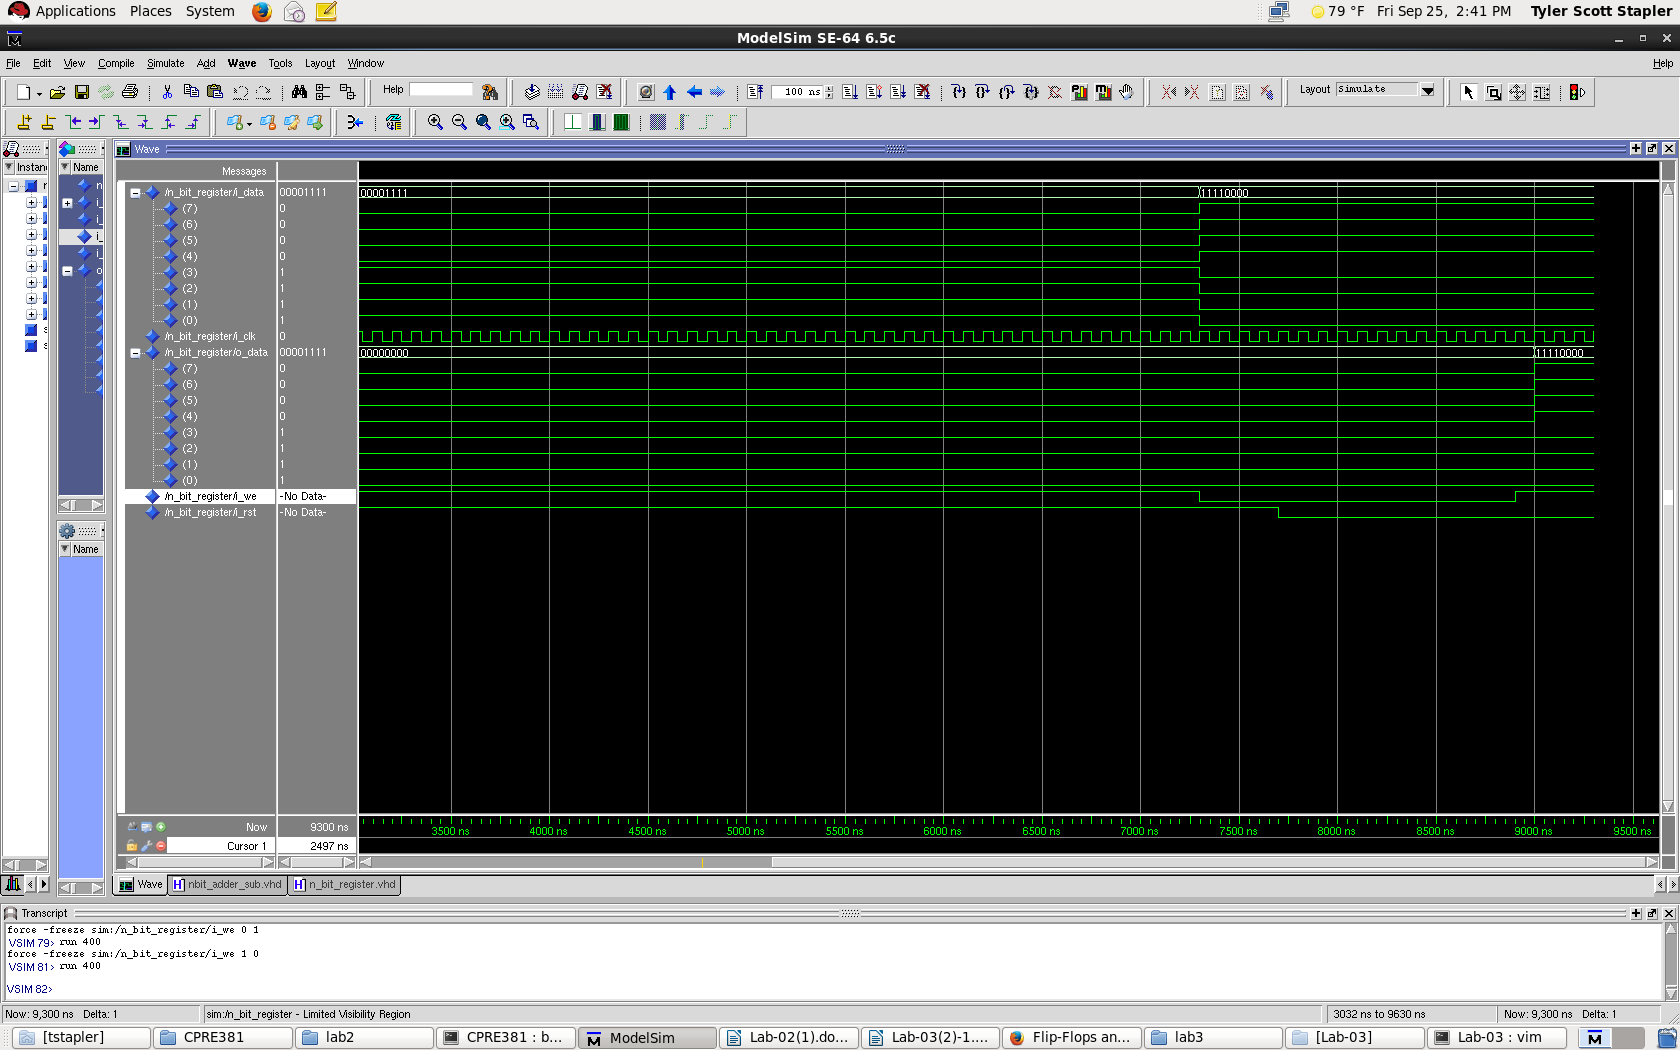 Applications Places System 79 °F Fri Sep 25, 2:41 PM Tyler Scott Stapler
ModelSim SE-64 6.5c
File Edit View Compile Simulate Add Wave Tools Layout Window Help
Help 100 ns Layout Simulate
Wave
Instan Name Messages
/n_bit_register/i_data 00001111 00001111 11110000
(7) 0
(6) 0
(5) 0
(4) 0
(3) 1
(2) 1
(1) 1
(0) 1
/n_bit_register/i_clk 0
/n_bit_register/o_data 00001111 00000000 11110000
(7) 0
(6) 0
(5) 0
(4) 0
(3) 1
(2) 1
(1) 1
(0) 1
/n_bit_register/i_we -No Data-
/n_bit_register/i_rst -No Data-
Name
Now 9300 ns 3500 ns 4000 ns 4500 ns 5000 ns 5500 ns 6000 ns 6500 ns 7000 ns 7500 ns 8000 ns 8500 ns 9000 ns 9500 ns
Cursor 1 2497 ns
Wave nbit_adder_sub.vhd n_bit_register.vhd
Transcript
force -freeze sim:/n_bit_register/i_we 0 1
VSIM 79> run 400
force -freeze sim:/n_bit_register/i_we 1 0
VSIM 81> run 400
VSIM 82>
Now: 9,300 ns Delta: 1 sim:/n_bit_register - Limited Visibility Region 3032 ns to 9630 ns Now: 9,300 ns Delta: 1
[tstapler] CPRE381 lab2 CPRE381 : b... ModelSim Lab-02(1).do... Lab-03(2)-1.... Flip-Flops an... lab3 [Lab-03] Lab-03 : vim